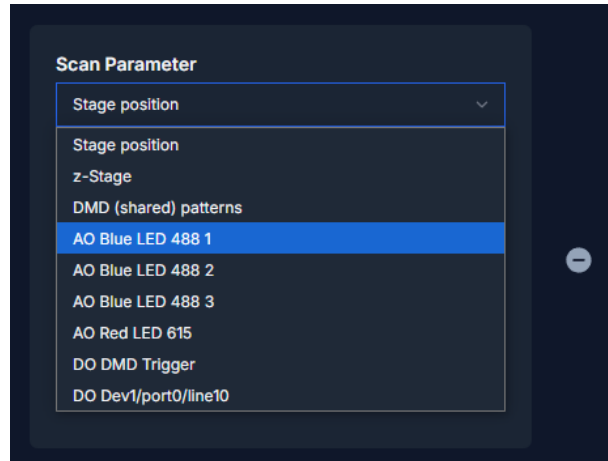 Scan Parameter
Stage position
Stage position
z-Stage
DMD (shared) patterns
AO Blue LED 488 1
AO Blue LED 488 2
AO Blue LED 488 3
AO Red LED 615
DO DMD Trigger
DO Dev1/port0/line10